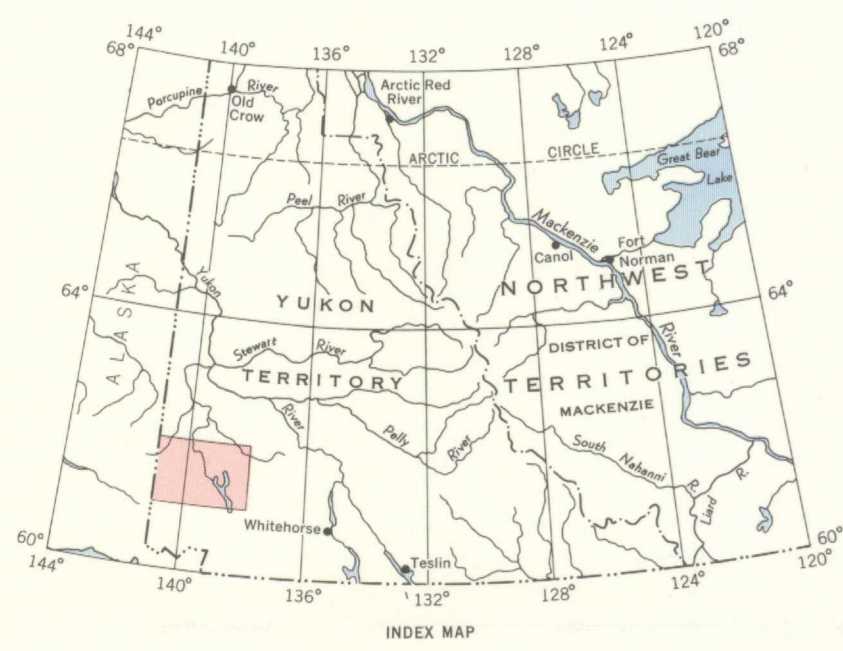 144°
140°
136°
132°
128°
124°
120°
68°
68°
Porcupine River
Old
Crow
Arctic Red
River
ARCTIC CIRCLE
Great Bear
Lake
Peel River
Mackenzie
Canol
Fort
Norman
NORTHWEST
64°
64°
Yukon
YUKON
ALASKA
Stewart River
DISTRICT OF
River
TERRITORY
TERRITORIES
MACKENZIE
River
Pelly River
South Nahanni R.
Liard R.
Whitehorse
Teslin
60°
60°
144°
140°
136°
132°
128°
124°
120°
INDEX MAP